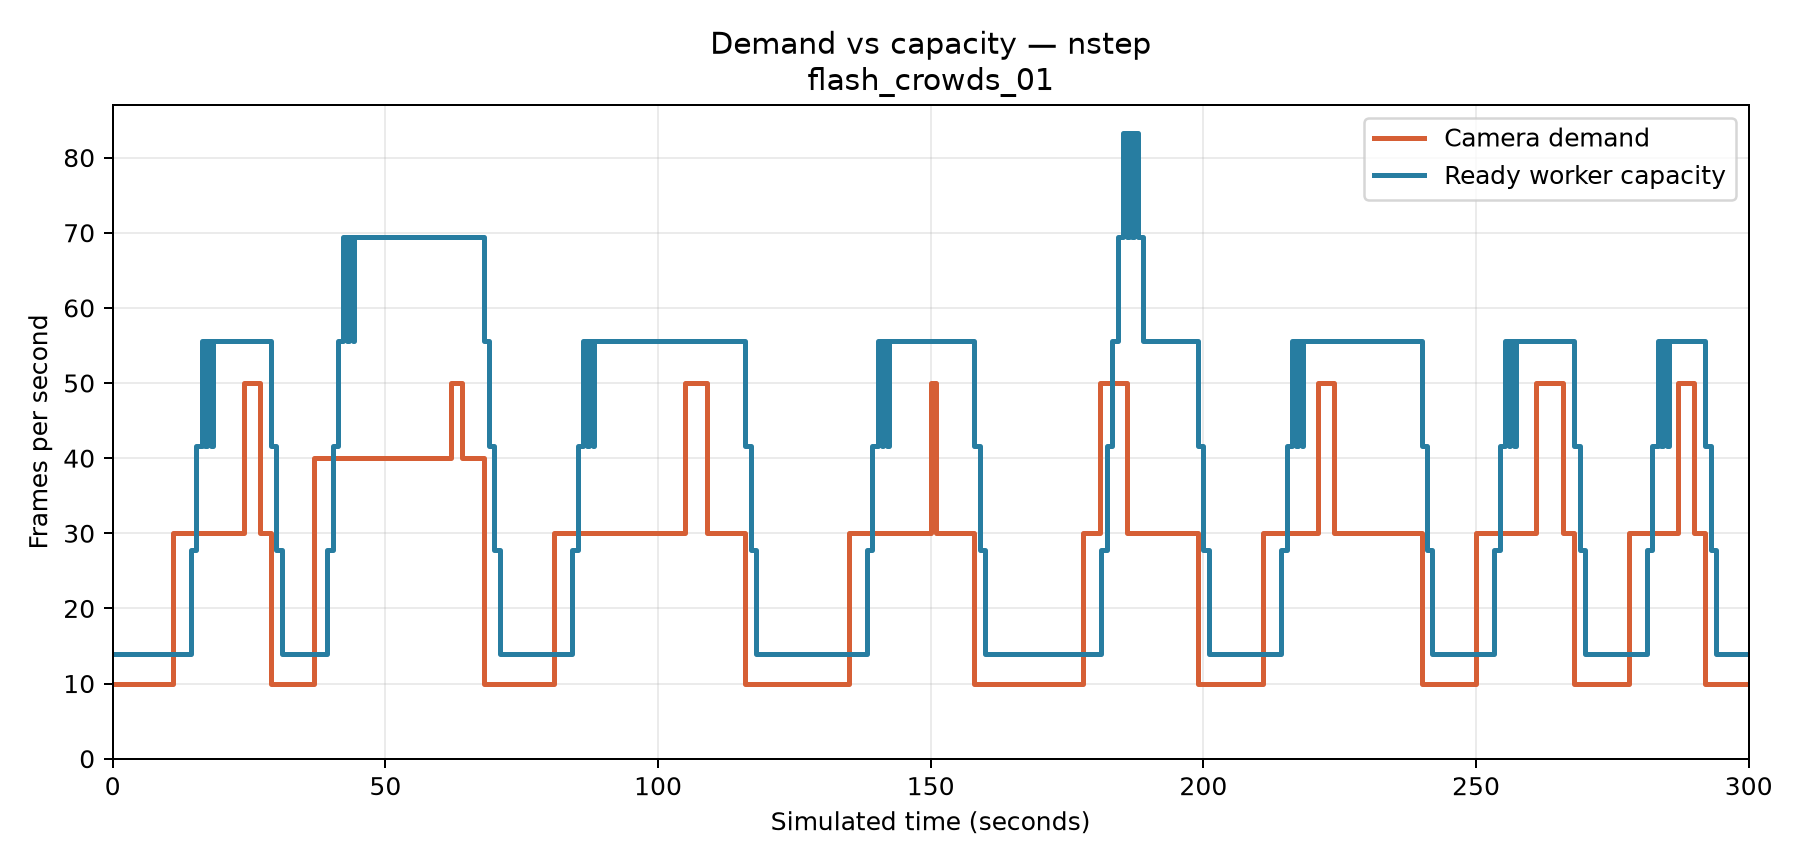 Demand vs capacity — nstep
flash_crowds_01
Camera demand
Ready worker capacity
Frames per second
80
70
60
50
40
30
20
10
0
0 50 100 150 200 250 300
Simulated time (seconds)